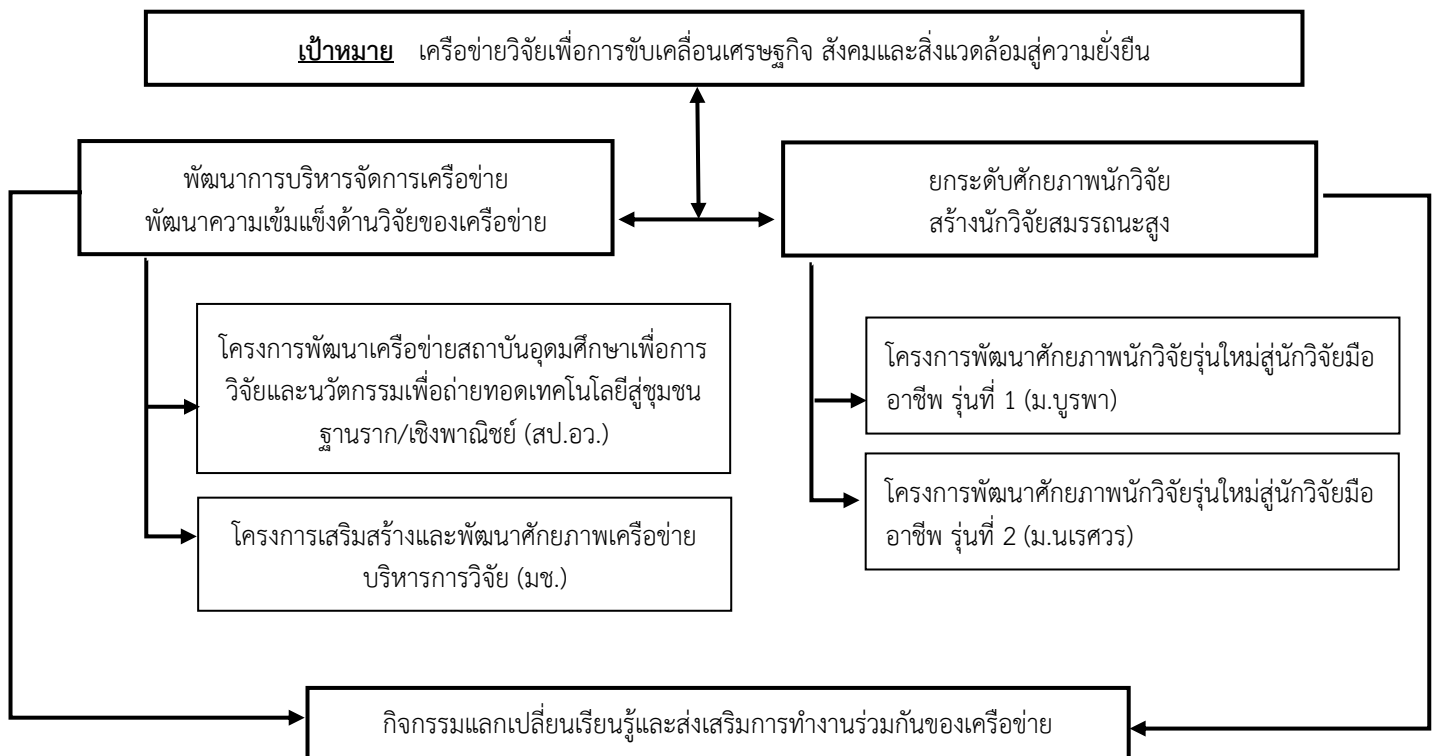 เป้าหมาย เครือข่ายวิจัยเพื่อการขับเคลื่อนเศรษฐกิจ สังคมและสิ่งแวดล้อมสู่ความยั่งยืน
พัฒนาการบริหารจัดการเครือข่าย
พัฒนาความเข้มแข็งด้านวิจัยของเครือข่าย
ยกระดับศักยภาพนักวิจัย
สร้างนักวิจัยสมรรถนะสูง
โครงการพัฒนาเครือข่ายสถาบันอุดมศึกษาเพื่อการ
วิจัยและนวัตกรรมเพื่อถ่ายทอดเทคโนโลยีสู่ชุมชน
ฐานราก/เชิงพาณิชย์ (สป.อว.)
โครงการเสริมสร้างและพัฒนาศักยภาพเครือข่าย
บริหารการวิจัย (มช.)
โครงการพัฒนาศักยภาพนักวิจัยรุ่นใหม่สู่นักวิจัยมือ
อาชีพ รุ่นที่ 1 (ม.บูรพา)
โครงการพัฒนาศักยภาพนักวิจัยรุ่นใหม่สู่นักวิจัยมือ
อาชีพ รุ่นที่ 2 (ม.นเรศวร)
กิจกรรมแลกเปลี่ยนเรียนรู้และส่งเสริมการทำงานร่วมกันของเครือข่าย